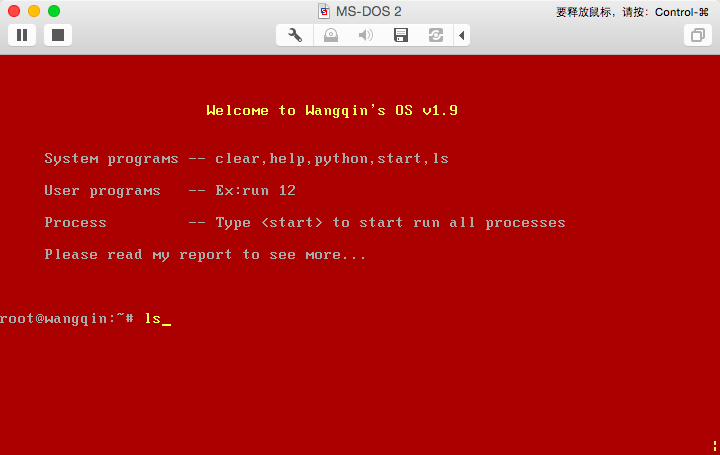 MS-DOS 2
要释放鼠标，请按：Control-⌘
Welcome to Wangqin's OS v1.9
System programs -- clear,help,python,start,ls
User programs -- Ex:run 12
Process -- Type <start> to start run all processes
Please read my report to see more...
root@wangqin:~# ls_